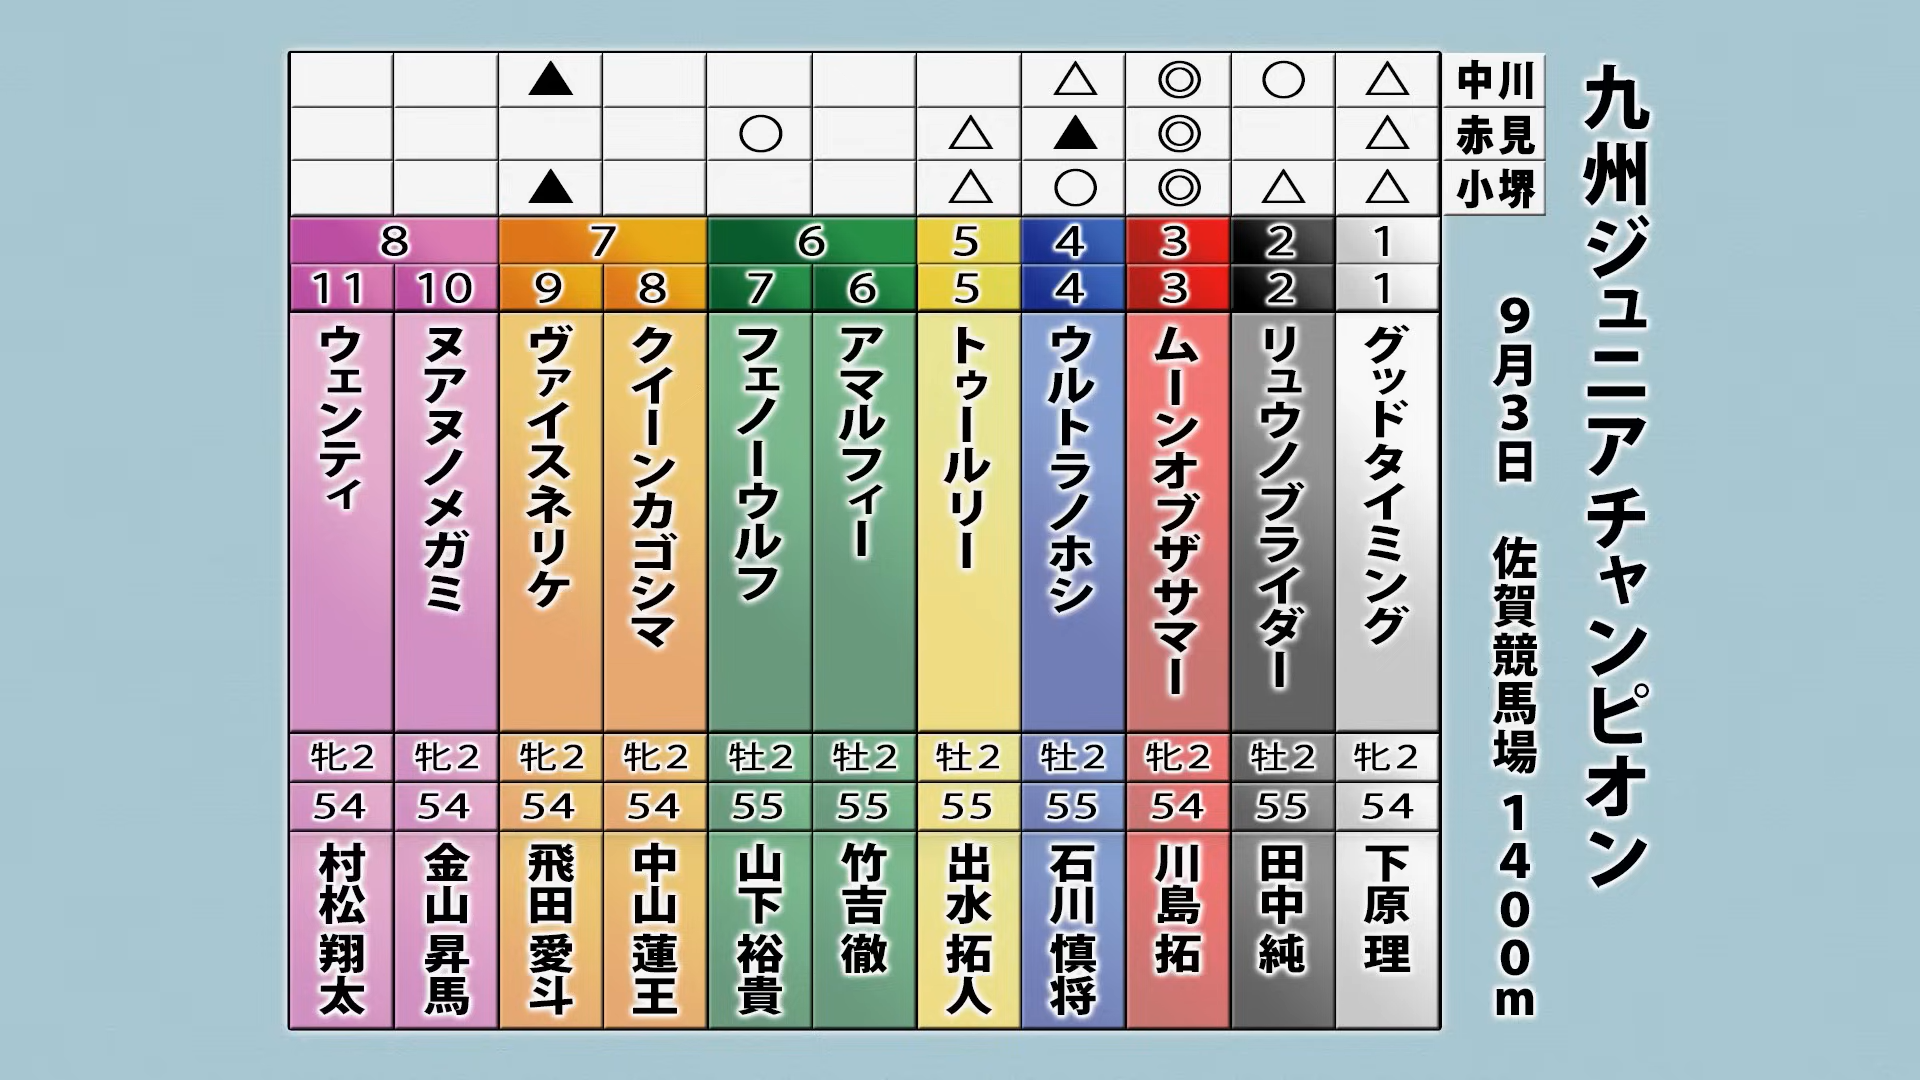 九州ジュニアチャンピオン
9月3日 佐賀競馬場 1400m
中川 △ ○ ◎ △ ▲
赤見 △ ◎ ▲ △ ○
小堺 △ △ ◎ ○ △ ▲
1 2 3 4 5 6 7 8
1 2 3 4 5 6 7 8 9 10 11
グッドタイミング
牝2
54
下原 理
リュウノブライダー
牡2
55
田中 純
ムーンオブザサマー
牝2
54
川島 拓
ウルトラノホシ
牡2
55
石川 慎将
トゥールリー
牡2
55
出水 拓人
アマルフィー
牡2
55
竹吉 徹
フェノーウルフ
牡2
55
山下 裕貴
クイーンカゴシマ
牝2
54
中山 蓮王
ヴァイスネリケ
牝2
54
飛田 愛斗
ヌアヌノメガミ
牝2
54
金山 昇馬
ウェンティ
牝2
54
村松 翔太